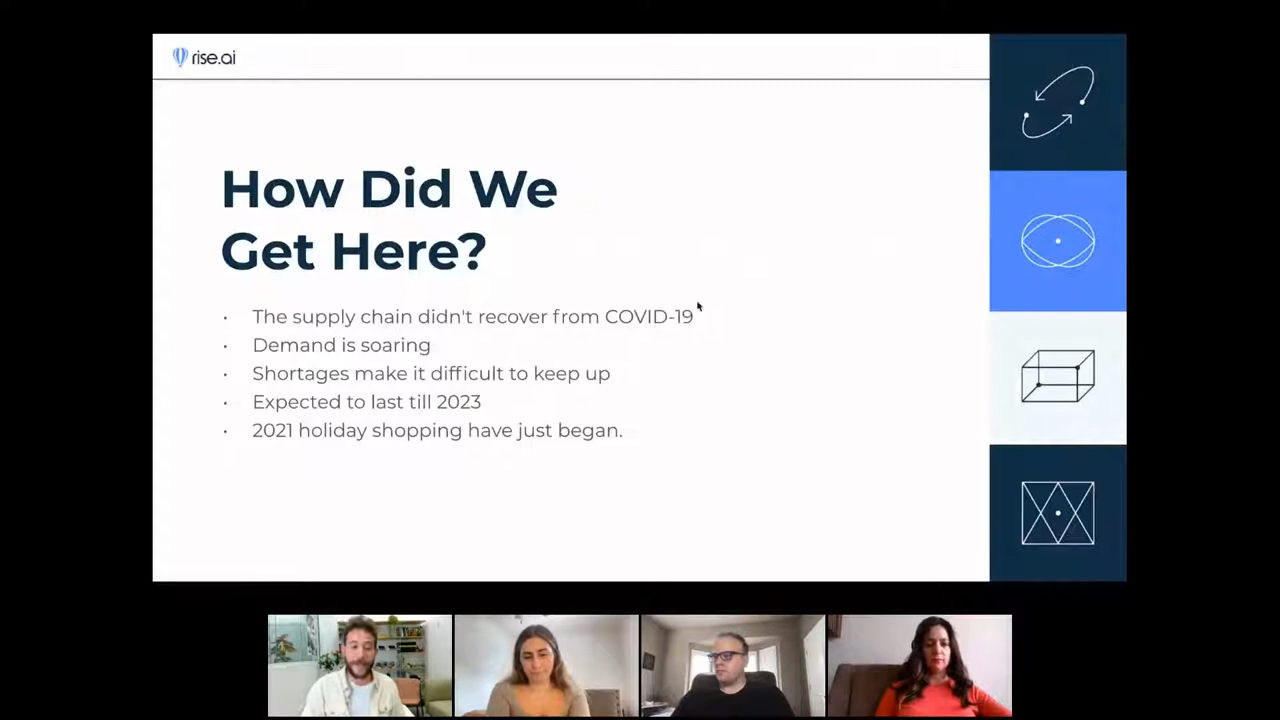 rise.ai
How Did We
Get Here?
• The supply chain didn't recover from COVID-19
• Demand is soaring
• Shortages make it difficult to keep up
• Expected to last till 2023
• 2021 holiday shopping have just began.